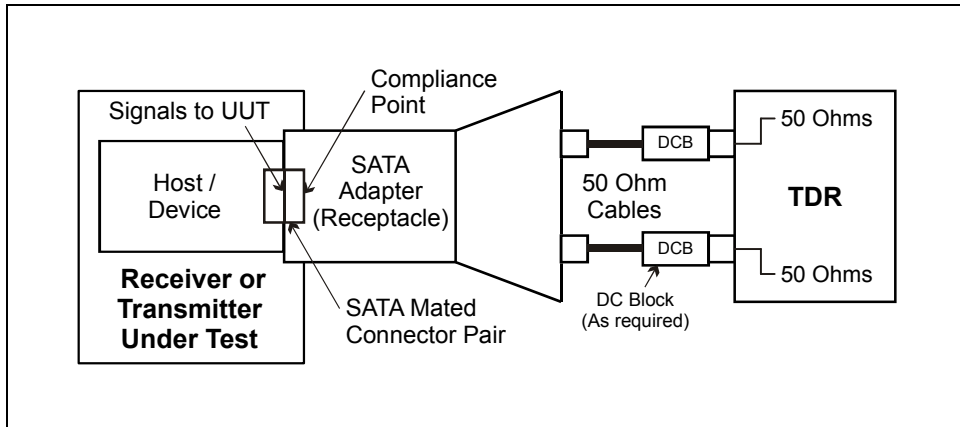 Compliance
Point
Signals to UUT
Host /
Device
SATA
Adapter
(Receptacle)
Receiver or
Transmitter
Under Test
SATA Mated
Connector Pair
DCB
50 Ohm
Cables
DCB
DC Block
(As required)
50 Ohms
TDR
50 Ohms